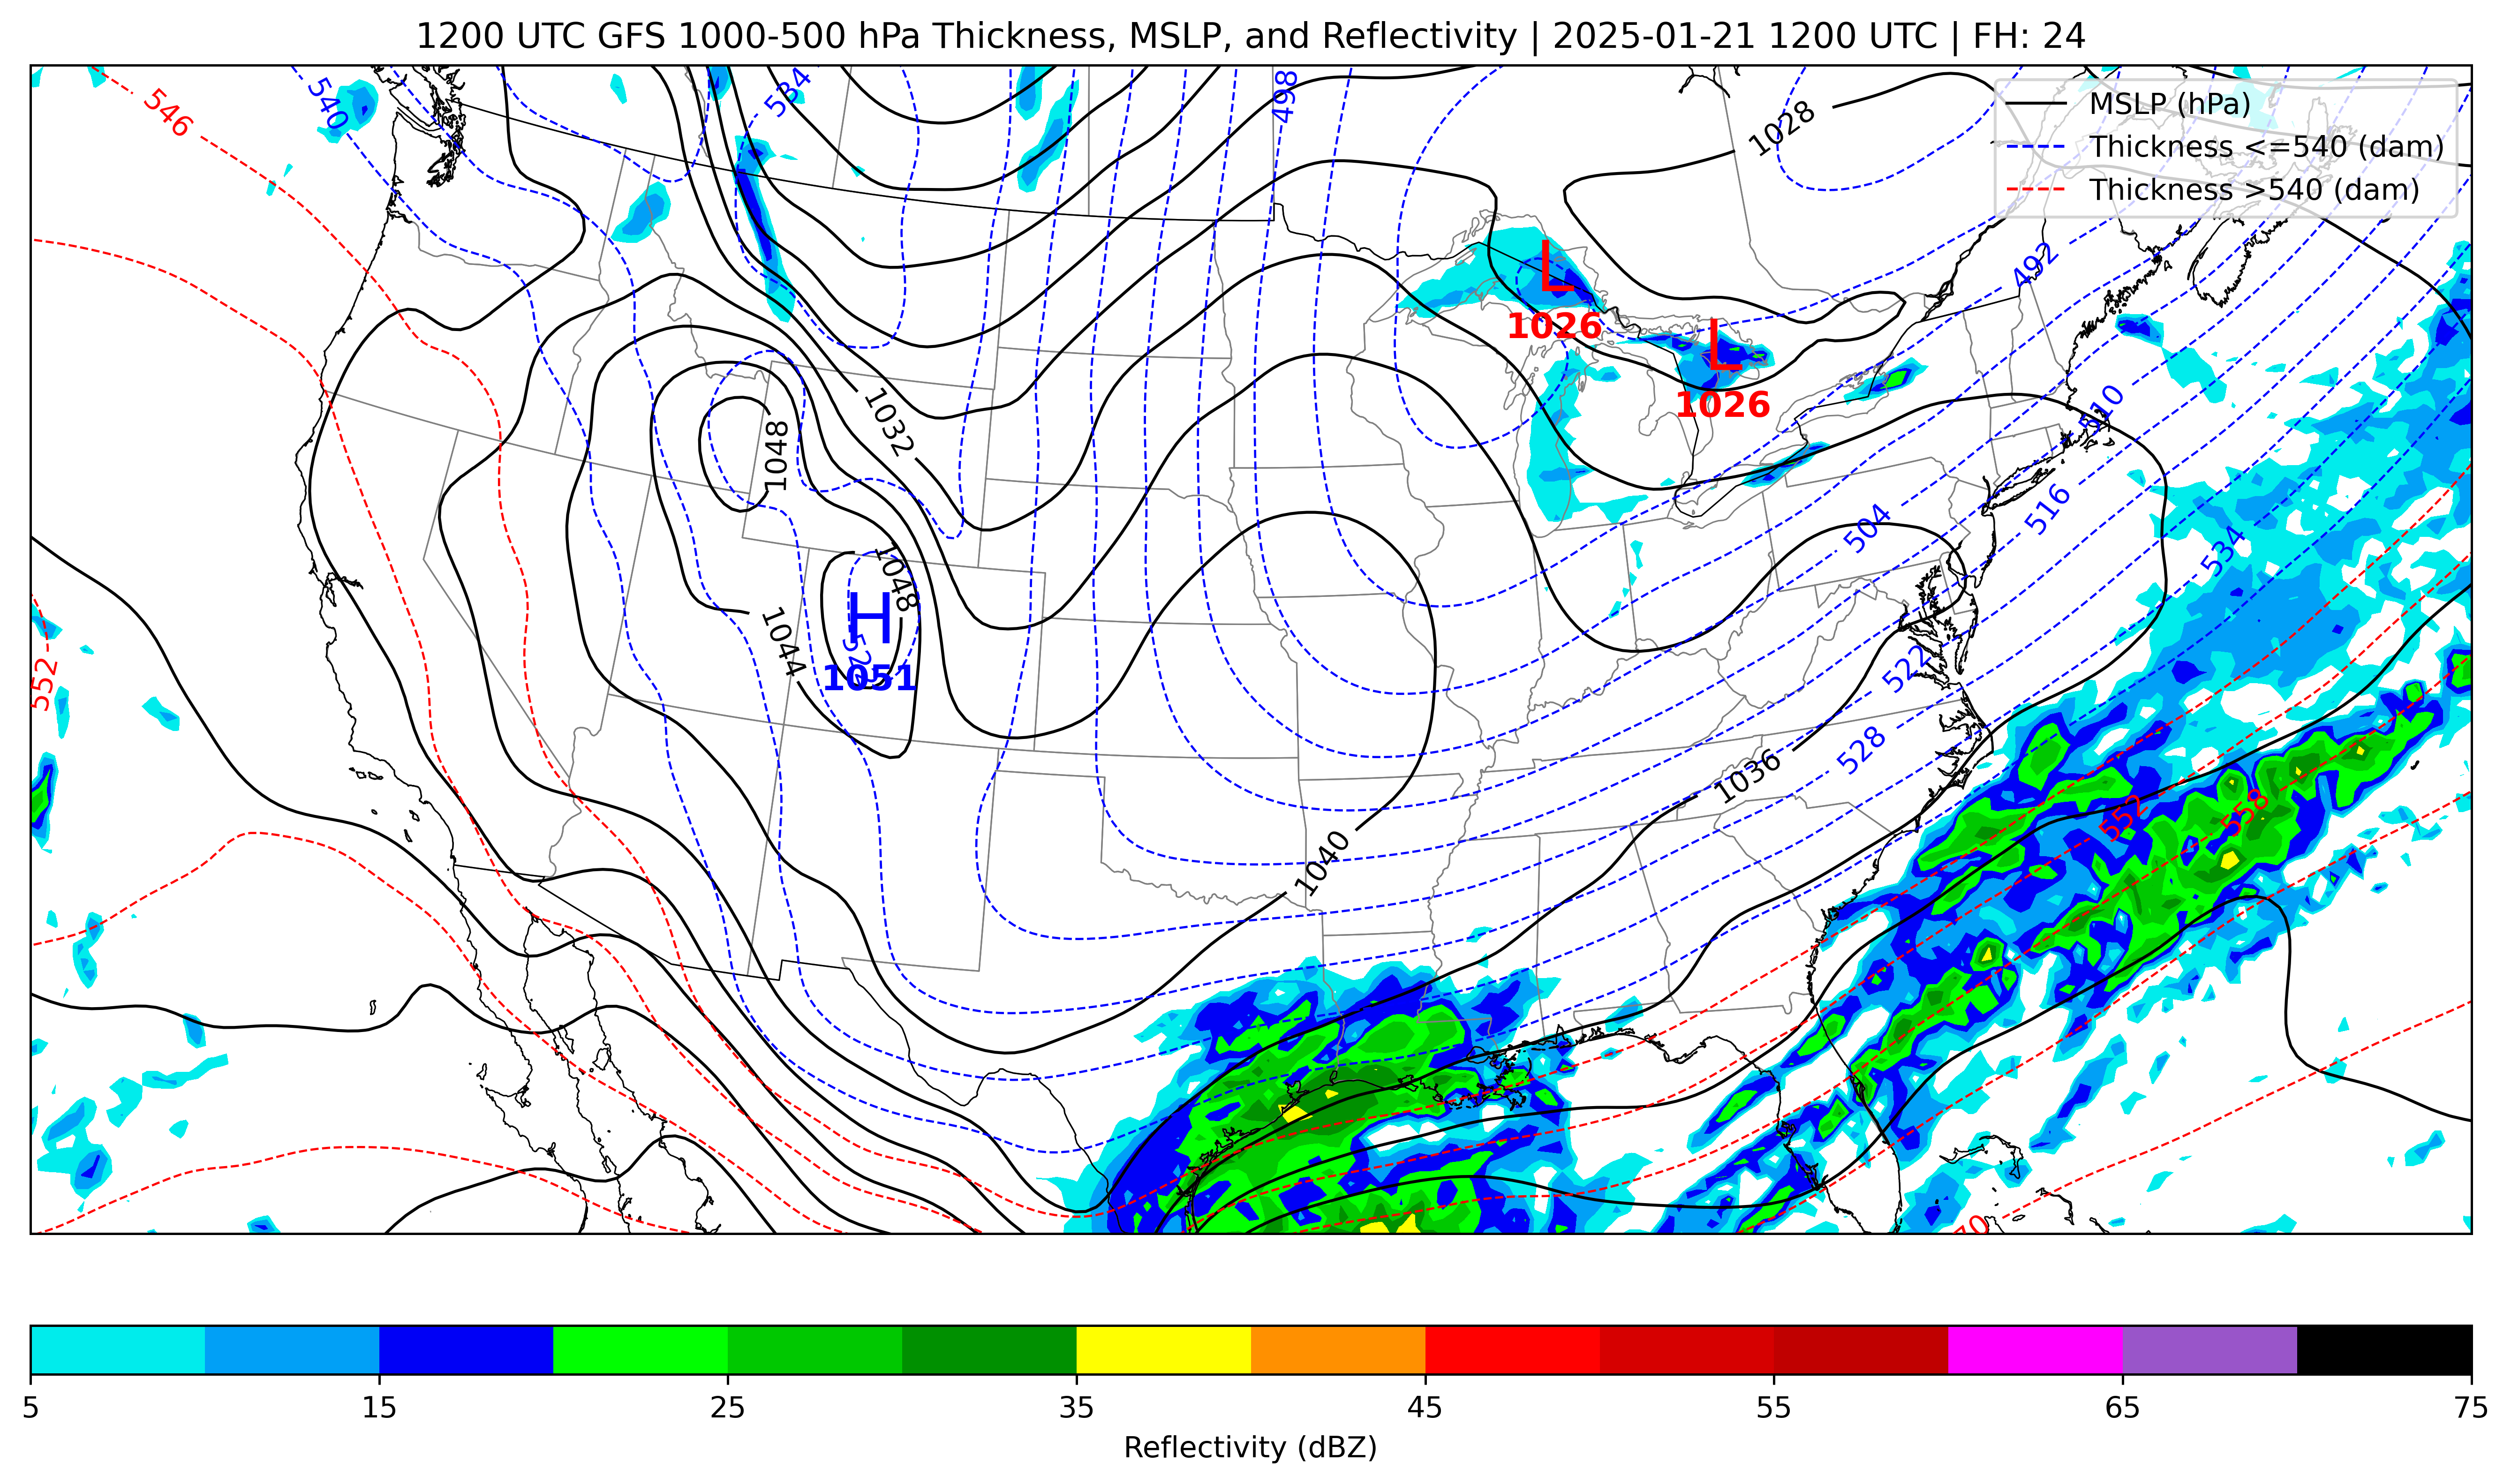 1200 UTC GFS 1000-500 hPa Thickness, MSLP, and Reflectivity | 2025-01-21 1200 UTC | FH: 24
MSLP (hPa)
Thickness <=540 (dam)
Thickness >540 (dam)
546
540
534
498
1028
492
L
1026
L
1026
1032
1048
510
516
504
534
1048
H
1051
1044
552
522
528
1036
552
558
1040
5 15 25 35 45 55 65 75
Reflectivity (dBZ)